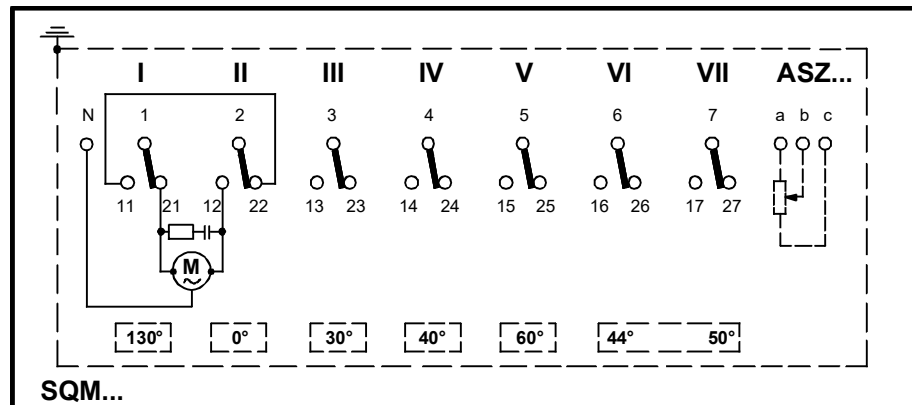 I II III IV V VI VII ASZ...
N 1 2 3 4 5 6 7 a b c
11 21 12 22 13 23 14 24 15 25 16 26 17 27
M
~
130° 0° 30° 40° 60° 44° 50°
SQM...